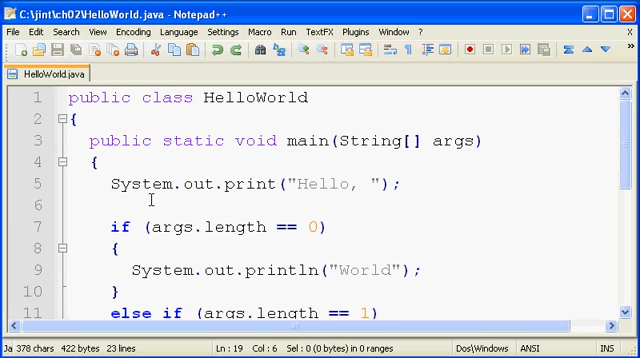 C:\jint\ch02\HelloWorld.java - Notepad++
File Edit Search View Encoding Language Settings Macro Run TextFX Plugins Window ?
X
HelloWorld.java
1 public class HelloWorld
2 {
3 public static void main(String[] args)
4 {
5 System.out.print("Hello, ");
6
7 if (args.length == 0)
8 {
9 System.out.println("World");
10 }
11 else if (args.length == 1)
Ja 378 chars 422 bytes 23 lines Ln : 19 Col : 6 Sel : 0 (0 bytes) in 0 ranges Dos\Windows ANSI INS